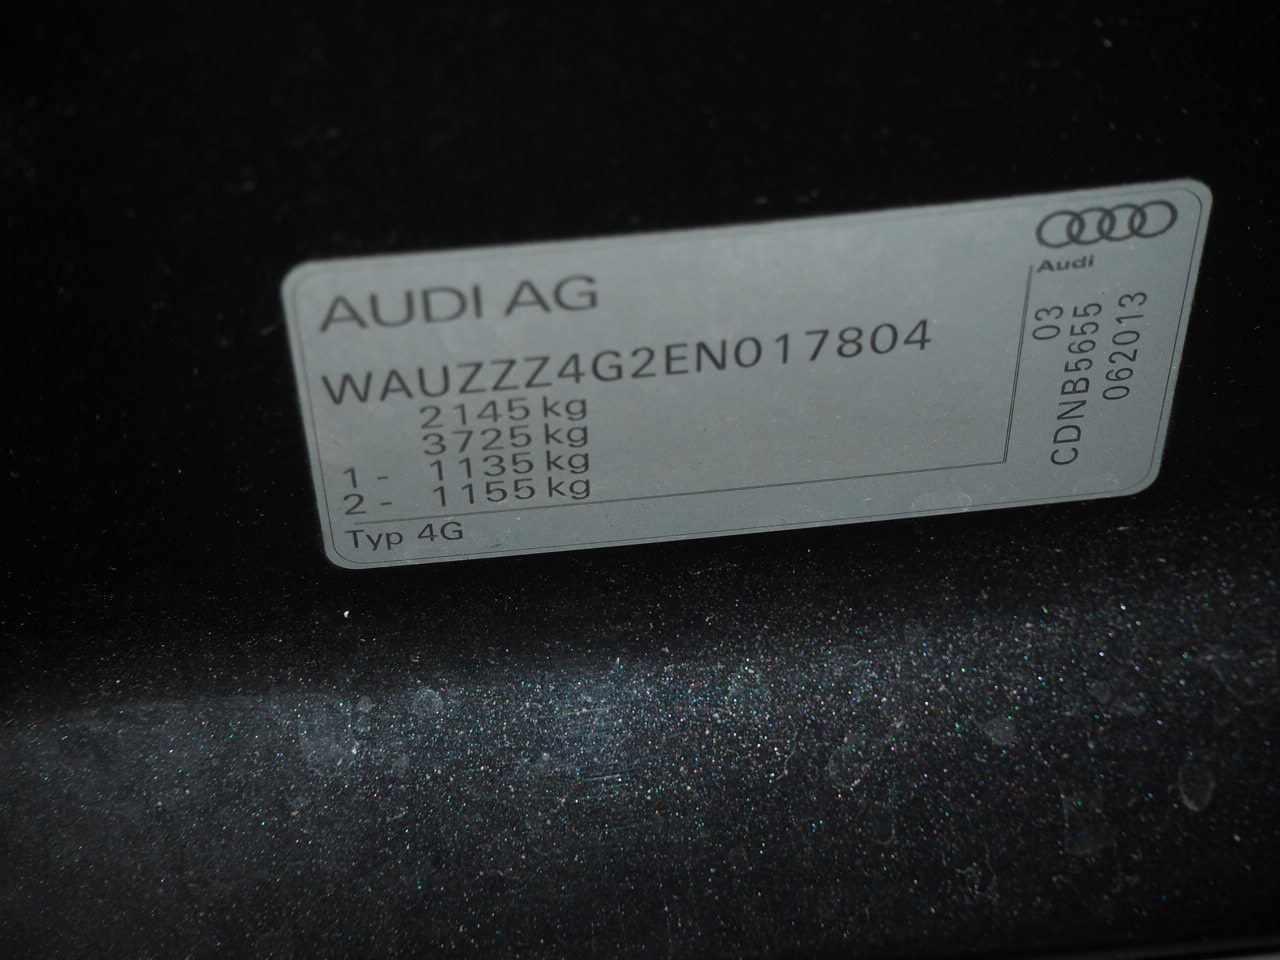 AUDI AG
WAUZZZ4G2EN017804
2145 kg
3725 kg
1 - 1135 kg
2 - 1155 kg
Typ 4G
Audi
03
CDNB5655
062013